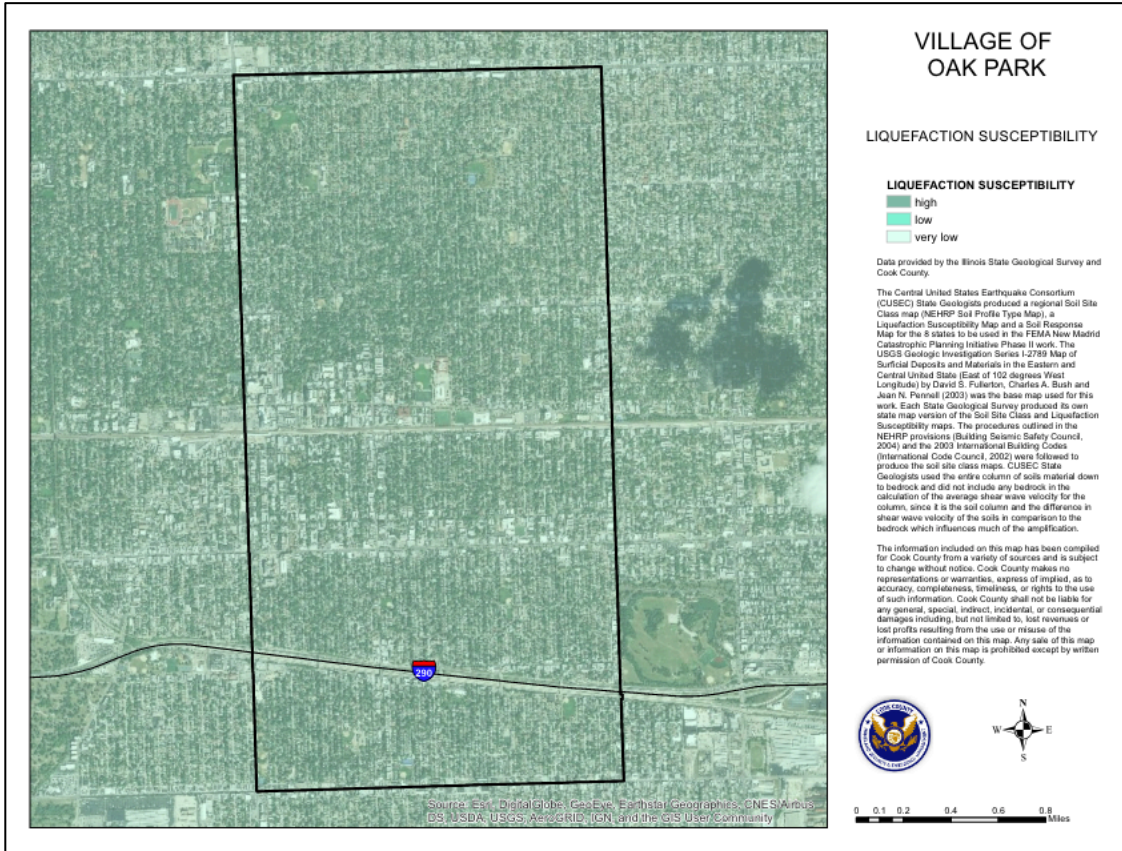 VILLAGE OF
OAK PARK
LIQUEFACTION SUSCEPTIBILITY
LIQUEFACTION SUSCEPTIBILITY
high
low
very low
Data provided by the Illinois State Geological Survey and
Cook County.
The Central United States Earthquake Consortium
(CUSEC) State Geologists produced a regional Soil Site
Class map (NEHRP Soil Profile Type Map), a
Liquefaction Susceptibility Map and a Soil Response
Map for the 8 states to be used in the FEMA New Madrid
Catastrophic Planning Initiative Phase II work. The
USGS Geologic Investigation Series I-2789 Map of
Surficial Deposits and Materials in the Eastern and
Central United State (East of 102 degrees West
Longitude) by David S. Fullerton, Charles A. Bush and
Jean N. Pennell (2003) was the base map used for this
work. Each State Geological Survey produced its own
state map version of the Soil Site Class and Liquefaction
Susceptibility maps. The procedures outlined in the
NEHRP provisions (Building Seismic Safety Council,
2004) and the 2003 International Building Codes
(International Code Council, 2002) were followed to
produce the soil site class maps. CUSEC State
Geologists used the entire column of soils material down
to bedrock and did not include any bedrock in the
calculation of the average shear wave velocity for the
column, since it is the soil column and the difference in
shear wave velocity of the soils in comparison to the
bedrock which influences much of the amplification.
The information included on this map has been compiled
for Cook County from a variety of sources and is subject
to change without notice. Cook County makes no
representations or warranties, express of implied, as to
accuracy, completeness, timeliness, or rights to the use
of such information. Cook County shall not be liable for
any general, special, indirect, incidental, or consequential
damages including, but not limited to, lost revenues or
lost profits resulting from the use or misuse of the
information contained on this map. Any sale of this map
or information on this map is prohibited except by written
permission of Cook County.
290
COOK COUNTY
N
W E
S
0 0.1 0.2 0.4 0.6 0.8
Miles
Source: Esri, DigitalGlobe, GeoEye, Earthstar Geographics, CNES/Airbus
DS, USDA, USGS, AeroGRID, IGN, and the GIS User Community